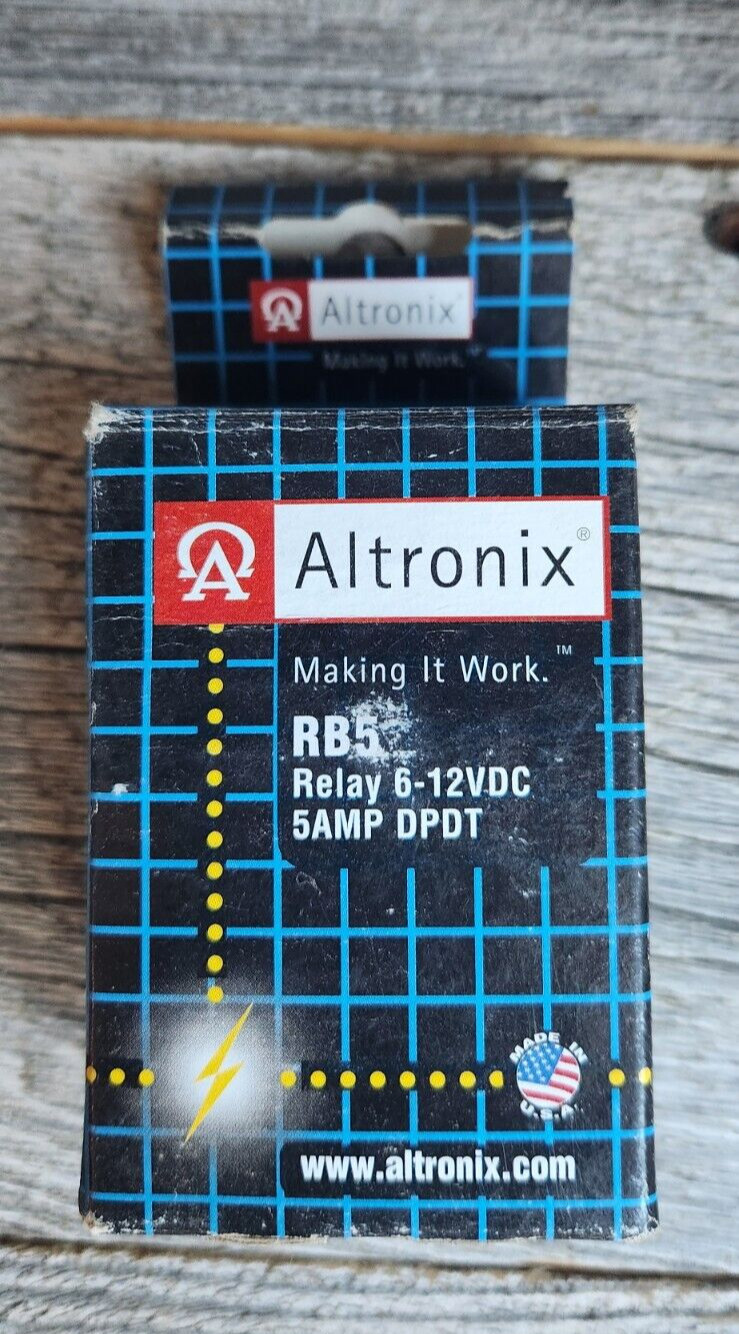 Altronix
Making It Work.™
Altronix®
Making It Work.™
RB5
Relay 6-12VDC
5AMP DPDT
MADE IN
U.S.A.
www.altronix.com